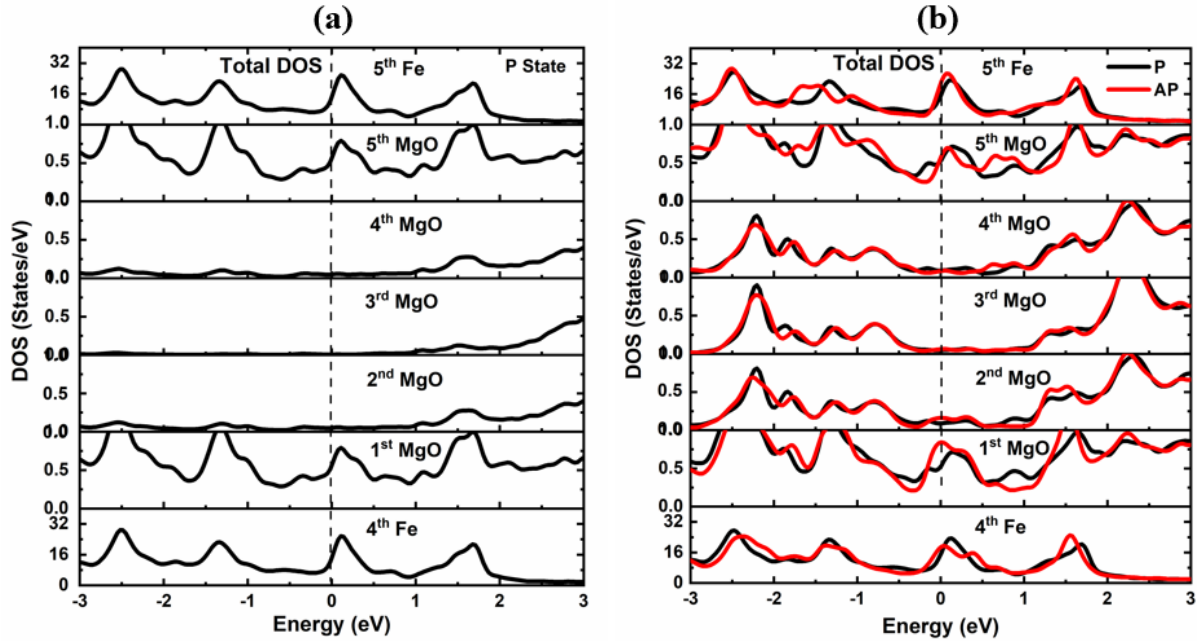 (a)
Total DOS 5th Fe P State
32
16
1.0
5th MgO
0.5
0.0
4th MgO
0.5
0.0
3rd MgO
0.5
0.0
2nd MgO
0.5
0.0
1st MgO
0.5
0.0
4th Fe
32
16
0
-3 -2 -1 0 1 2 3
Energy (eV)
DOS (States/eV)
(b)
Total DOS 5th Fe P
AP
32
16
1.0
5th MgO
0.5
0.0
4th MgO
0.5
0.0
3rd MgO
0.5
0.0
2nd MgO
0.5
0.0
1st MgO
0.5
0.0
4th Fe
32
16
0
-3 -2 -1 0 1 2 3
Energy (eV)
DOS (States/eV)